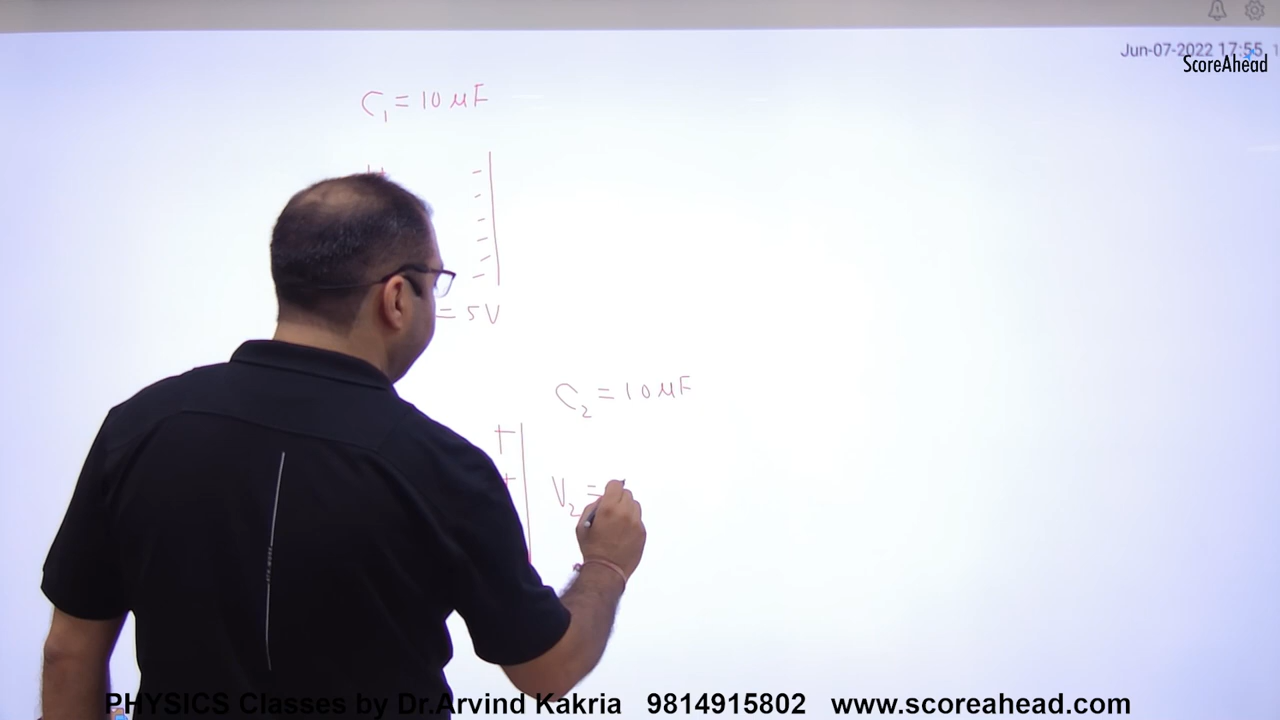 Jun-07-2022 17:55, 1
ScoreAhead
C₁ = 10 μF
= 5V
C₂ = 10 μF
V₂ =
PHYSICS Classes by Dr.Arvind Kakria 9814915802 www.scoreahead.com